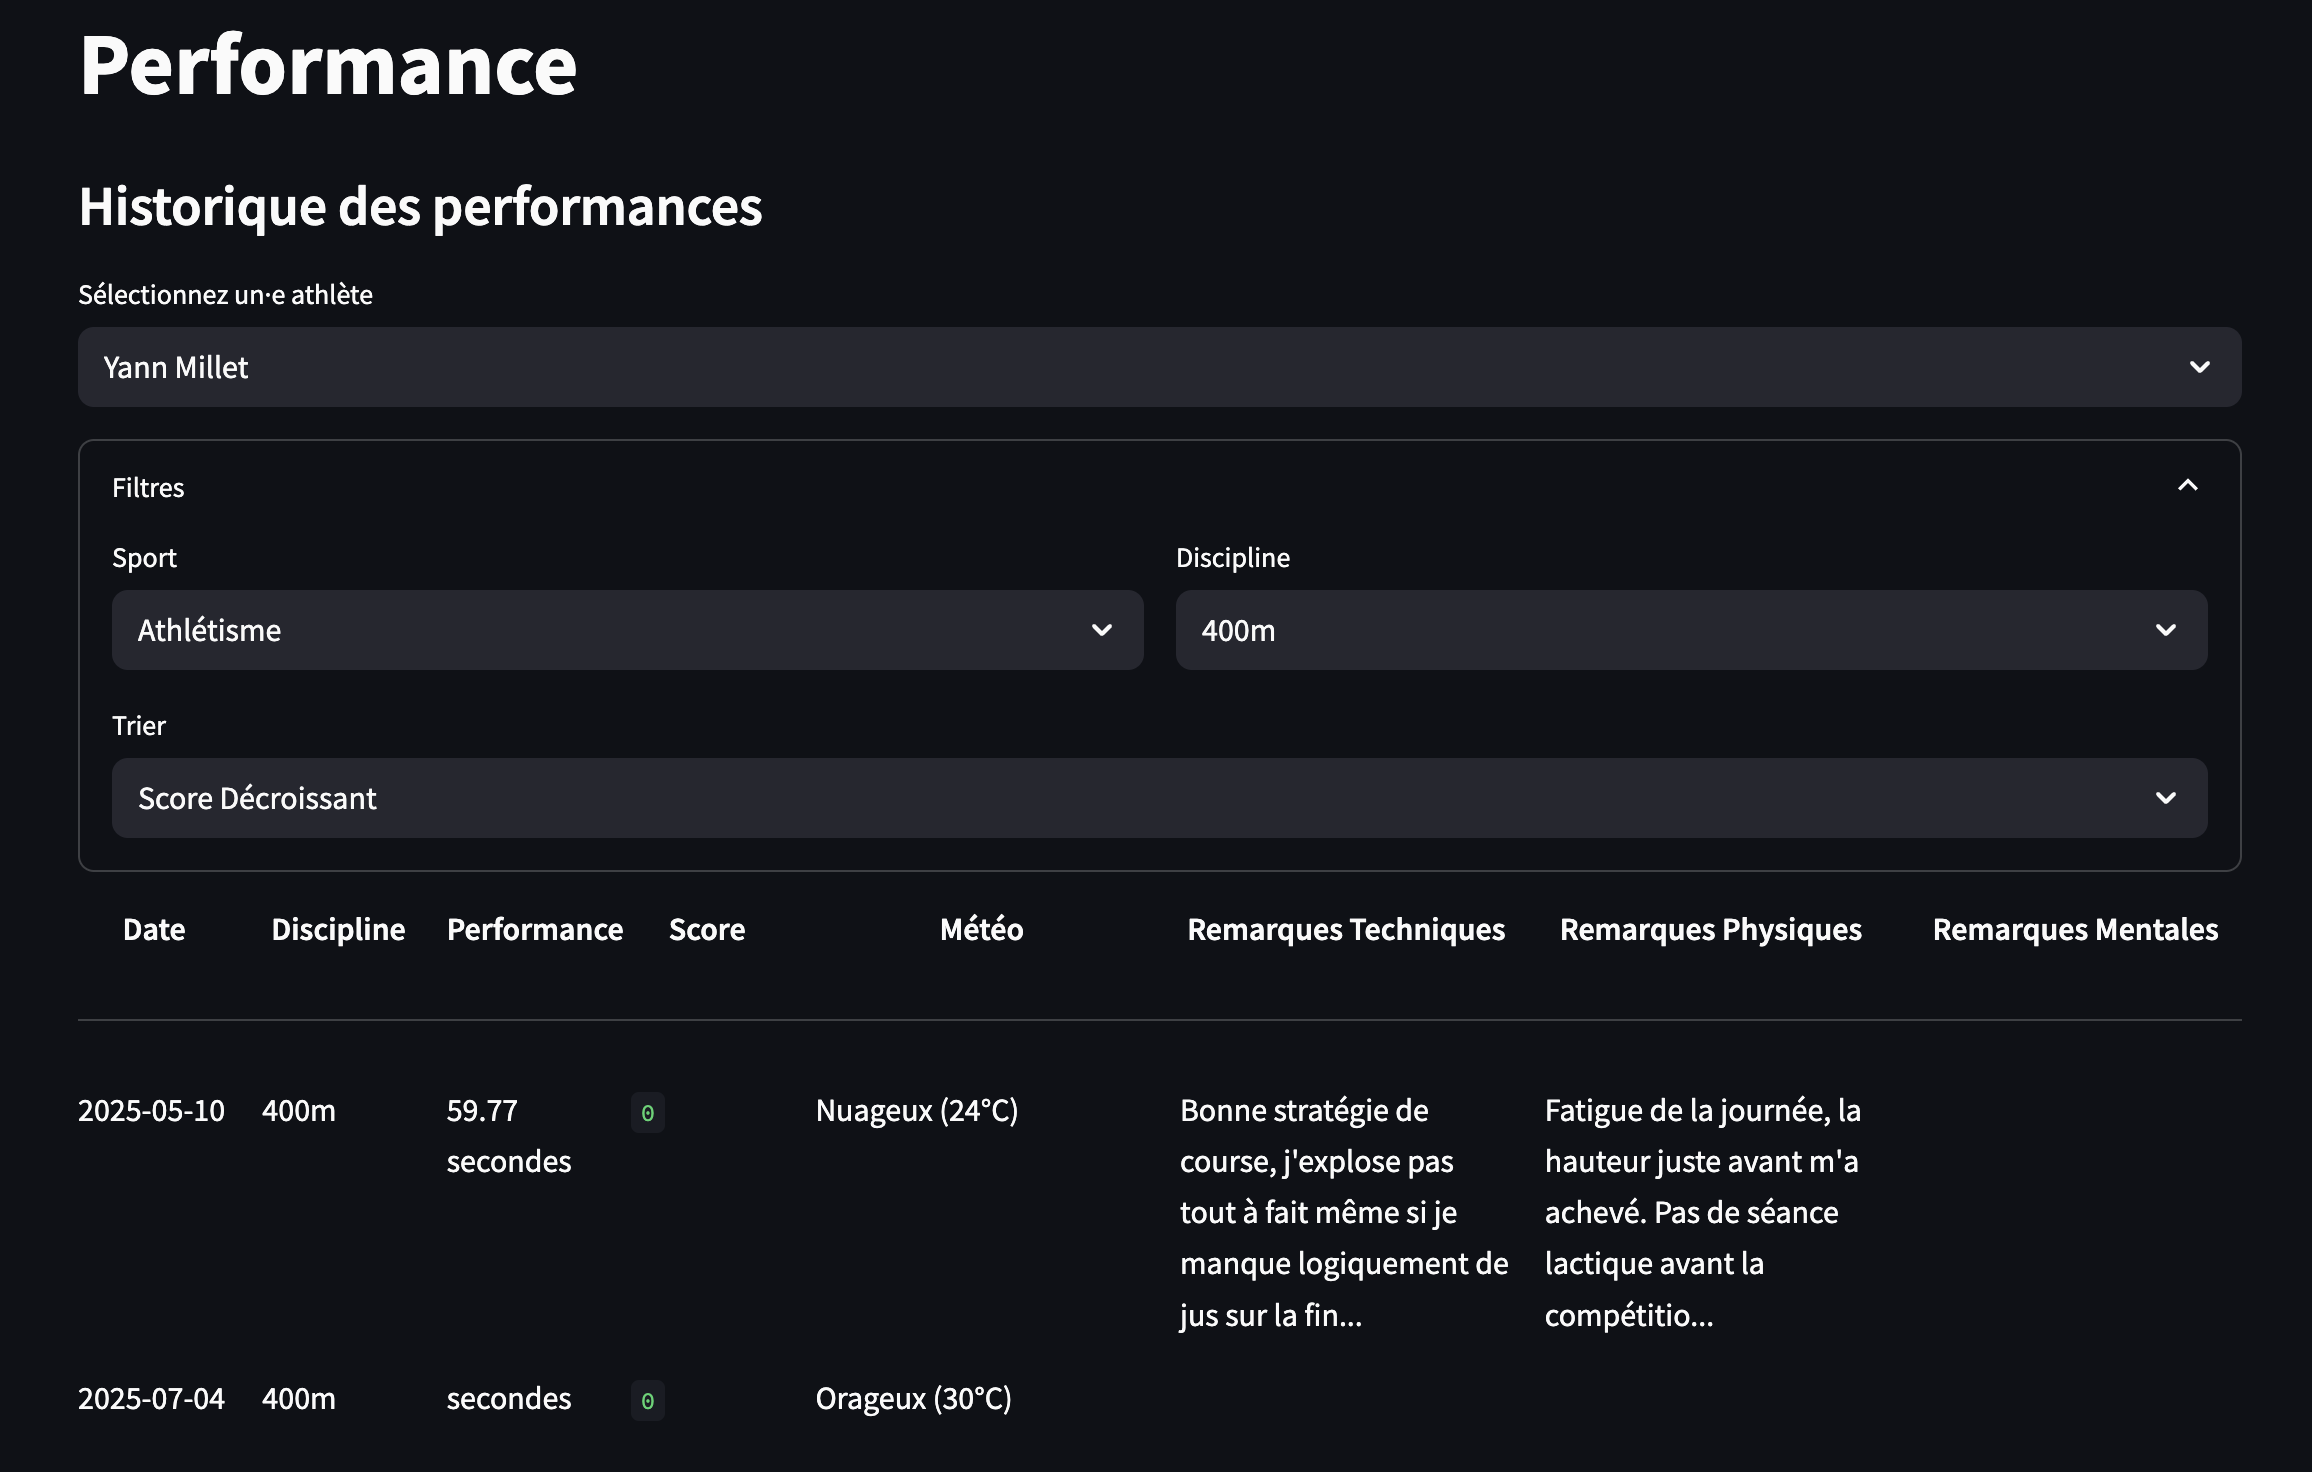 Performance
Historique des performances
Sélectionnez un·e athlète
Yann Millet
Filtres
Sport
Discipline
Athlétisme
400m
Trier
Score Décroissant
Date Discipline Performance Score Météo Remarques Techniques Remarques Physiques Remarques Mentales
2025-05-10 400m 59.77 0 Nuageux (24°C) Bonne stratégie de Fatigue de la journée, la
secondes course, j'explose pas hauteur juste avant m'a
tout à fait même si je achevé. Pas de séance
manque logiquement de lactique avant la
jus sur la fin... compétitio...
2025-07-04 400m secondes 0 Orageux (30°C)